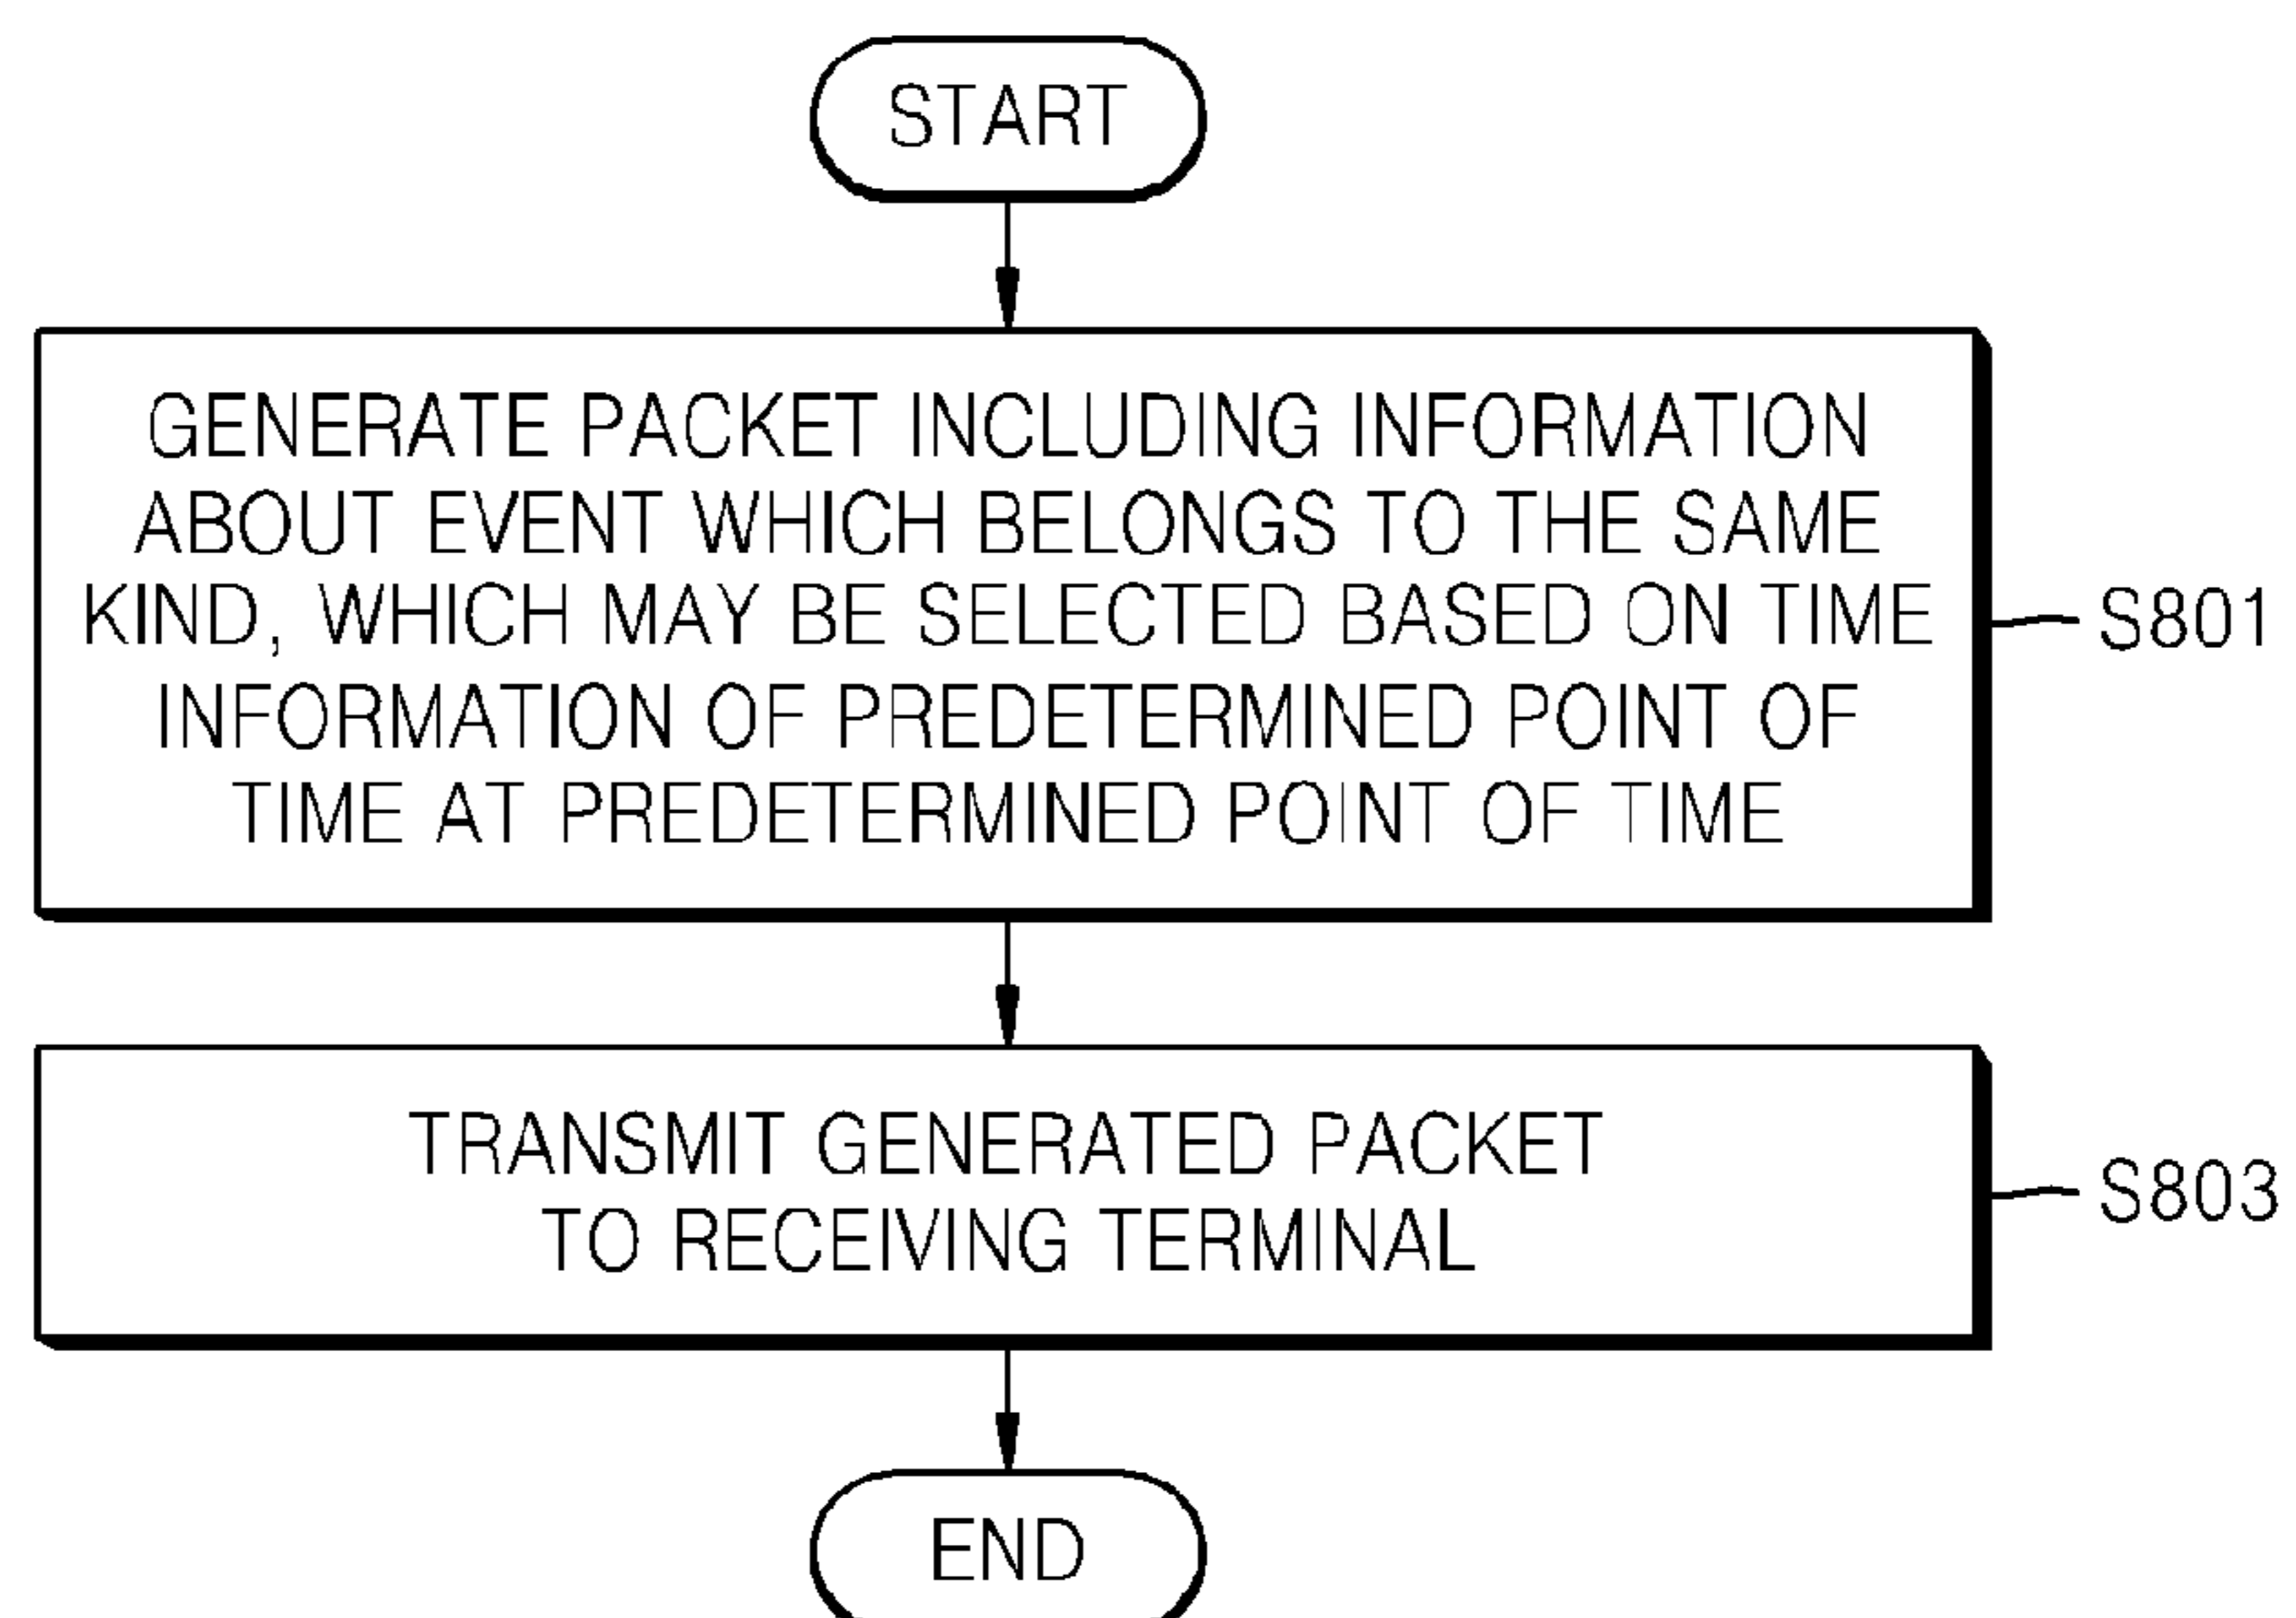 START
GENERATE PACKET INCLUDING INFORMATION
ABOUT EVENT WHICH BELONGS TO THE SAME
KIND, WHICH MAY BE SELECTED BASED ON TIME
INFORMATION OF PREDETERMINED POINT OF
TIME AT PREDETERMINED POINT OF TIME
S801
TRANSMIT GENERATED PACKET
TO RECEIVING TERMINAL
S803
END